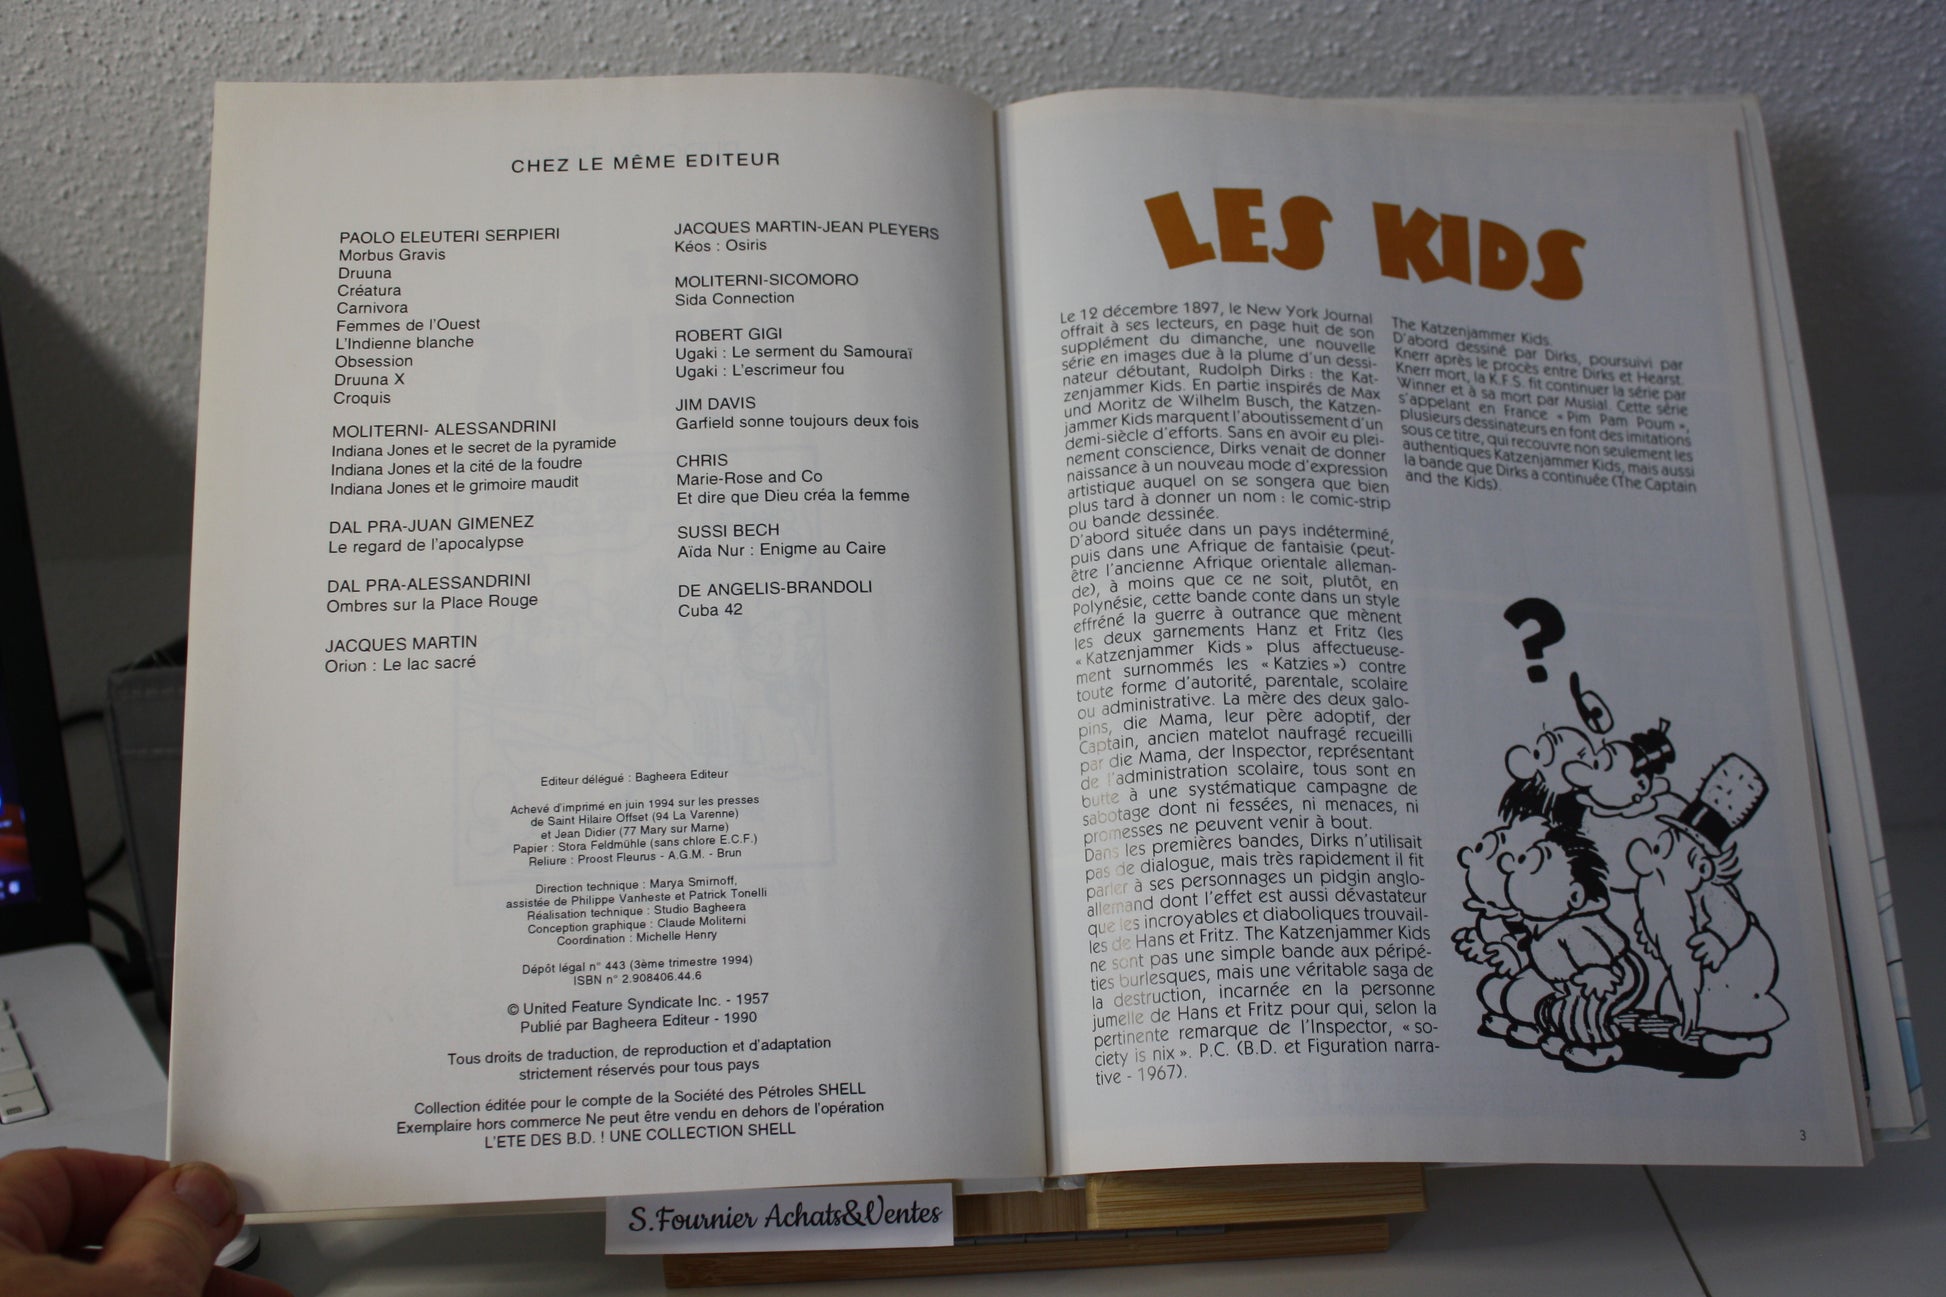 CHEZ LE MÊME EDITEUR
PAOLO ELEUTERI SERPIERI
Morbus Gravis
Druuna
Créatura
Carnivora
Femmes de l'Ouest
L'Indienne blanche
Obsession
Druuna X
Croquis
MOLITERNI- ALESSANDRINI
Indiana Jones et le secret de la pyramide
Indiana Jones et la cité de la foudre
Indiana Jones et le grimoire maudit
DAL PRA-JUAN GIMENEZ
Le regard de l'apocalypse
DAL PRA-ALESSANDRINI
Ombres sur la Place Rouge
JACQUES MARTIN
Orion : Le lac sacré
JACQUES MARTIN-JEAN PLEYERS
Kéos : Osiris
MOLITERNI-SICOMORO
Sida Connection
ROBERT GIGI
Ugaki : Le serment du Samouraï
Ugaki : L'escrimeur fou
JIM DAVIS
Garfield sonne toujours deux fois
CHRIS
Marie-Rose and Co
Et dire que Dieu créa la femme
SUSSI BECH
Aïda Nur : Enigme au Caire
DE ANGELIS-BRANDOLI
Cuba 42
Editeur délégué : Bagheera Editeur
Achevé d'imprimé en juin 1994 sur les presses
de Saint Hilaire Offset (94 La Varenne)
et Jean Didier (77 Mary sur Marne)
Papier : Stora Feldmühle (sans chlore E.C.F.)
Reliure : Proost Fleurus - A.G.M. - Brun
Direction technique : Marya Smirnoff,
assistée de Philippe Vanheste et Patrick Tonelli
Réalisation technique : Studio Bagheera
Conception graphique : Claude Moliterni
Coordination : Michelle Henry
Dépôt légal n° 443 (3ème trimestre 1994)
ISBN n° 2.908406.44.6
© United Feature Syndicate Inc. - 1957
Publié par Bagheera Editeur - 1990
Tous droits de traduction, de reproduction et d'adaptation
strictement réservés pour tous pays
Collection éditée pour le compte de la Société des Pétroles SHELL
Exemplaire hors commerce Ne peut être vendu en dehors de l'opération
L'ETE DES B.D. ! UNE COLLECTION SHELL
LES KIDS
Le 12 décembre 1897, le New York Journal
offrait à ses lecteurs, en page huit de son
supplément du dimanche, une nouvelle
série en images due à la plume d'un dessi-
nateur débutant, Rudolph Dirks : the Kat-
zenjammer Kids. En partie inspirés de Max
und Moritz de Wilhelm Busch, the Katzen-
jammer Kids marquent l'aboutissement d'un
demi-siècle d'efforts. Sans en avoir eu plei-
nement conscience, Dirks venait de donner
naissance à un nouveau mode d'expression
artistique auquel on se songera que bien
plus tard à donner un nom : le comic-strip
ou bande dessinée.
D'abord située dans un pays indéterminé,
puis dans une Afrique de fantaisie (peut-
être l'ancienne Afrique orientale alleman-
de), à moins que ce ne soit, plutôt, en
Polynésie, cette bande conte dans un style
effréné la guerre à outrance que mènent
les deux garnements Hanz et Fritz (les
« Katzenjammer Kids » plus affectueuse-
ment surnommés les « Katzies ») contre
toute forme d'autorité, parentale, scolaire
ou administrative. La mère des deux galo-
pins, die Mama, leur père adoptif, der
Captain, ancien matelot naufragé recueilli
par die Mama, der Inspector, représentant
de l'administration scolaire, tous sont en
butte à une systématique campagne de
sabotage dont ni fessées, ni menaces, ni
promesses ne peuvent venir à bout.
Dans les premières bandes, Dirks n'utilisait
pas de dialogue, mais très rapidement il fit
parler à ses personnages un pidgin anglo-
allemand dont l'effet est aussi dévastateur
que les incroyables et diaboliques trouvail-
les de Hans et Fritz. The Katzenjammer Kids
ne sont pas une simple bande aux péripé-
ties burlesques, mais une véritable saga de
la destruction, incarnée en la personne
jumelle de Hans et Fritz pour qui, selon la
pertinente remarque de l'Inspector, « so-
ciety is nix ». P.C. (B.D. et Figuration narra-
tive - 1967).
The Katzenjammer Kids.
D'abord dessiné par Dirks, poursuivi par
Knerr après le procès entre Dirks et Hearst.
Knerr mort, la K.F.S. fit continuer la série par
Winner et à sa mort par Musial. Cette série
s'appelant en France « Pim Pam Poum »,
plusieurs dessinateurs en font des imitations
sous ce titre, qui recouvre non seulement les
authentiques Katzenjammer Kids, mais aussi
la bande que Dirks a continuée (The Captain
and the Kids).
?
3
S.Fournier Achats&Ventes